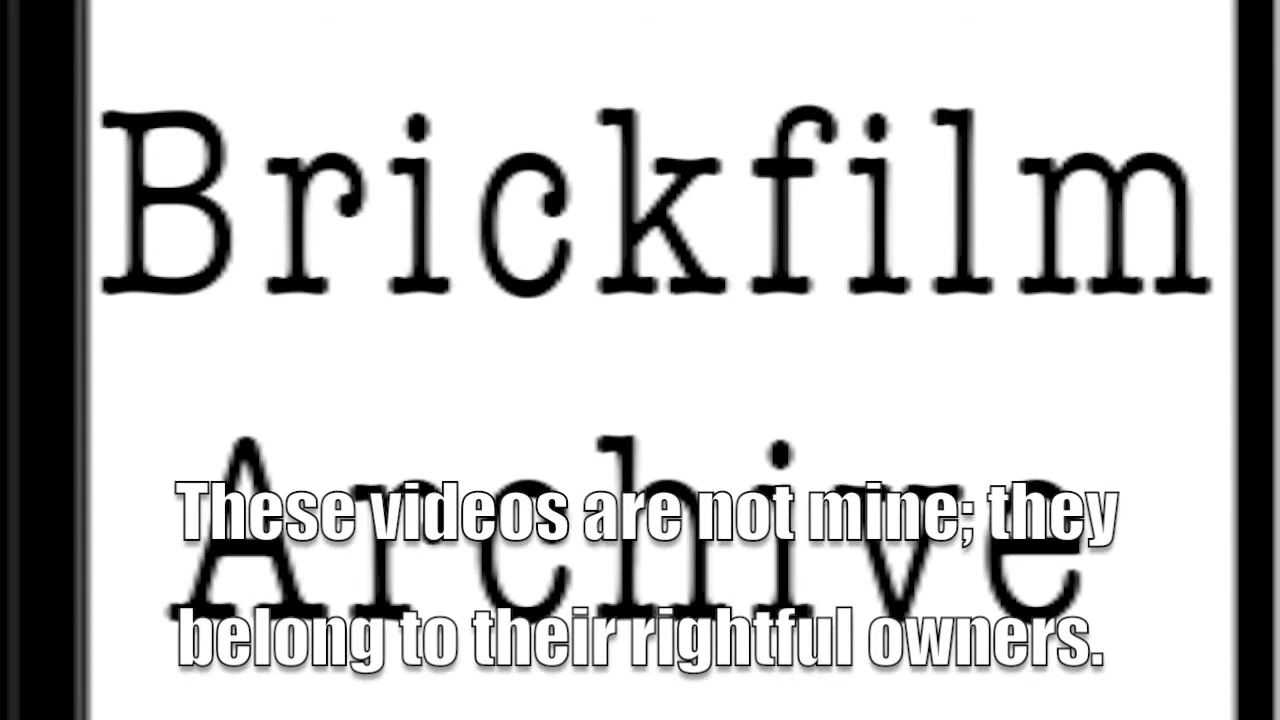 Brickfilm
Archive
These videos are not mine; they
belong to their rightful owners.